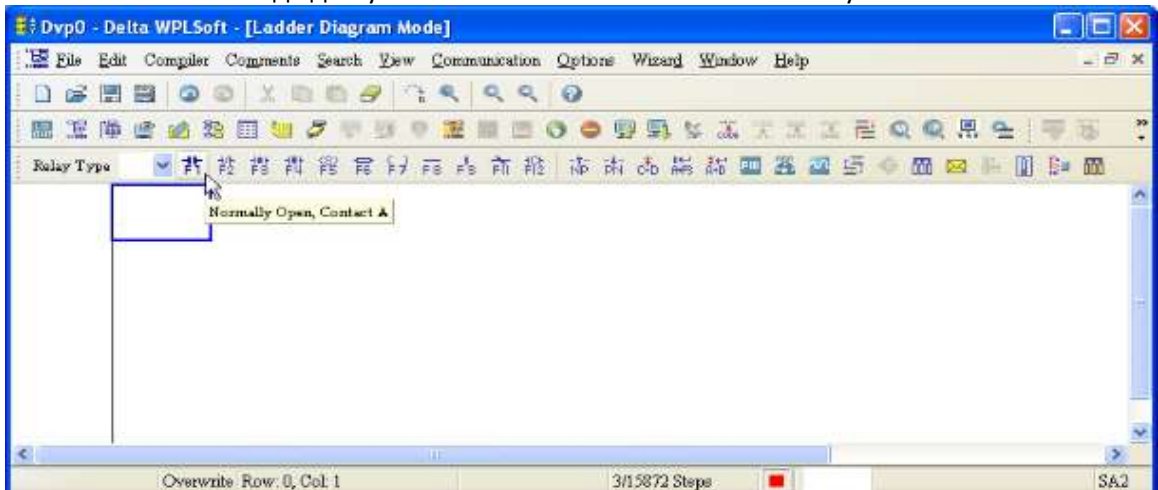 Dvp0 - Delta WPLSoft - [Ladder Diagram Mode]
File Edit Compiler Comments Search View Communication Options Wizard Window Help
Relay Type
Normally Open, Contact A
Overwrite Row: 0, Col: 1 3/15872 Steps SA2